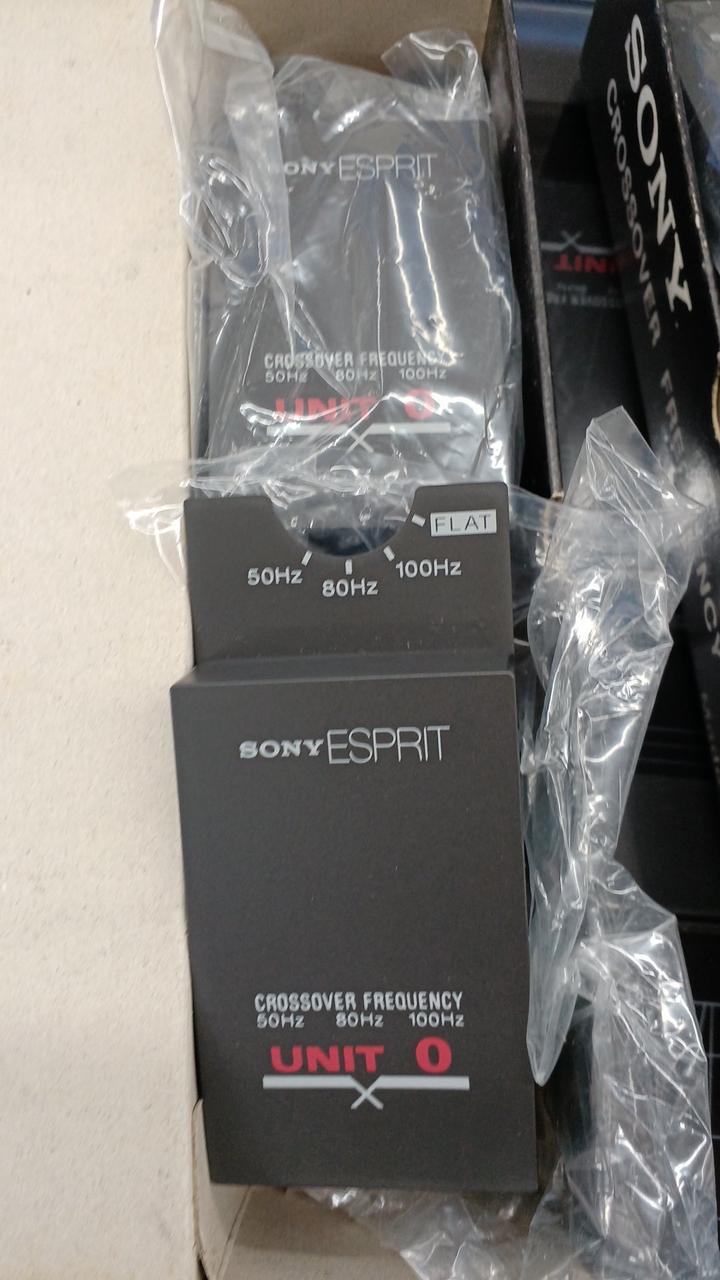 SONY ESPRIT
CROSSOVER FREQUENCY
50Hz 80Hz 100Hz
UNIT 0
FLAT
50Hz 80Hz 100Hz
SONY ESPRIT
CROSSOVER FREQUENCY
50Hz 80Hz 100Hz
UNIT 0
SONY
CROSSOVER FREQUENCY
UNIT